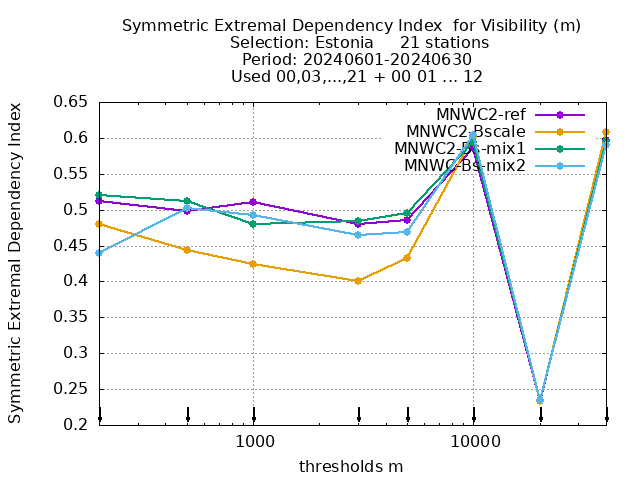 Symmetric Extremal Dependency Index  for Visibility (m)
Selection: Estonia     21 stations
Period: 20240601-20240630
Used 00,03,...,21 + 00 01 ... 12
Symmetric Extremal Dependency Index
0.65
0.6
0.55
0.5
0.45
0.4
0.35
0.3
0.25
0.2
MNWC2-ref
MNWC2-Bscale
MNWC2-Bs-mix1
MNWC-Bs-mix2
1000
10000
thresholds m